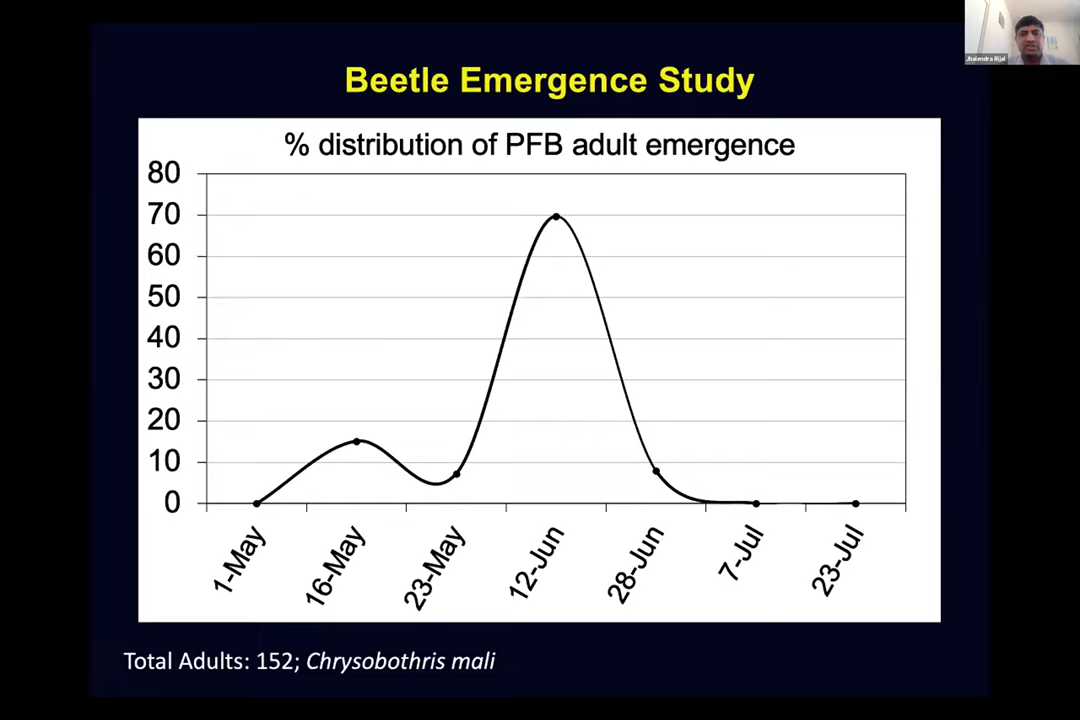 Jhalendra Rijal
Beetle Emergence Study
% distribution of PFB adult emergence
80
70
60
50
40
30
20
10
0
1-May
16-May
23-May
12-Jun
28-Jun
7-Jul
23-Jul
Total Adults: 152; Chrysobothris mali